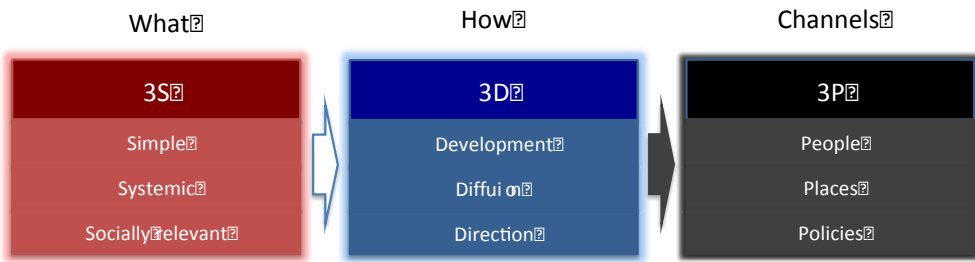 What⍰
How⍰
Channels⍰
3S⍰
Simple⍰
Systemic⍰
Socially⍰relevant⍰
3D⍰
Development⍰
Diffui on⍰
Direction⍰
3P⍰
People⍰
Places⍰
Policies⍰